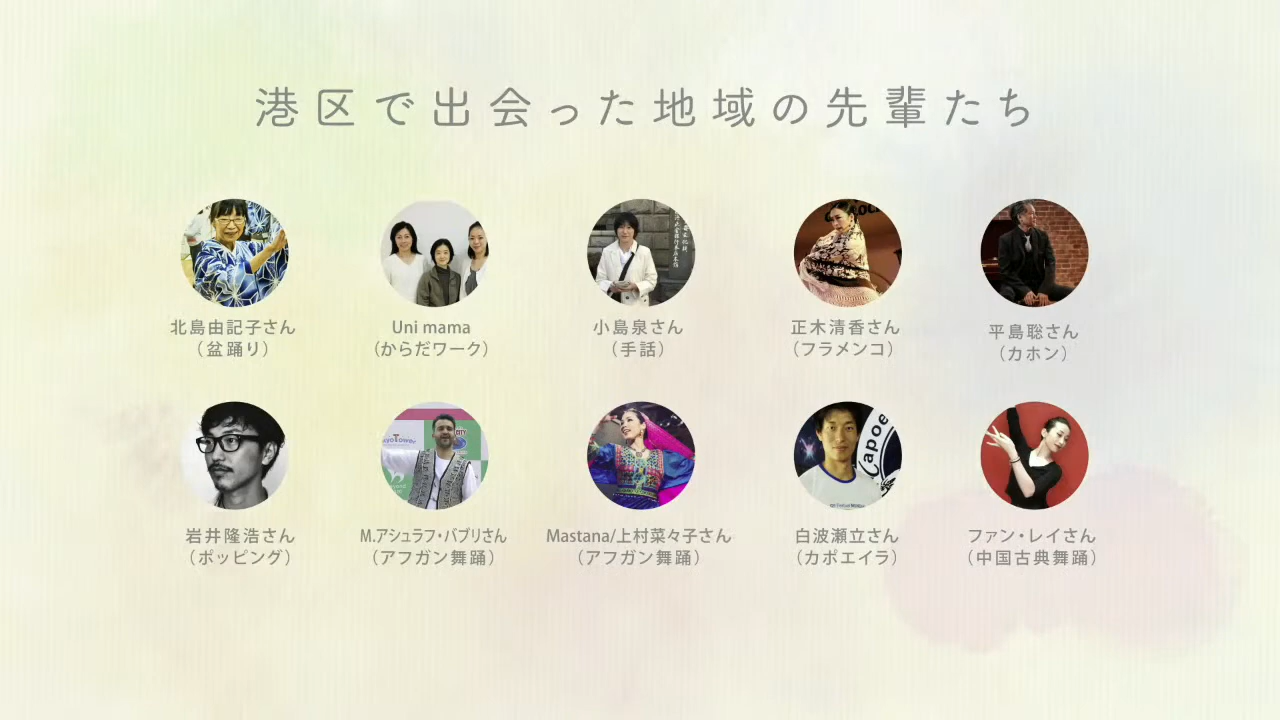 港区で出会った地域の先輩たち
北島由記子さん
（盆踊り）
Uni mama
（からだワーク）
小島泉さん
（手話）
正木清香さん
（フラメンコ）
平島聡さん
（カホン）
岩井隆浩さん
（ポッピング）
M.アシュラフ・バブリさん
（アフガン舞踊）
Mastana/上村菜々子さん
（アフガン舞踊）
Capoe
白波瀬立さん
（カポエイラ）
ファン・レイさん
（中国古典舞踊）